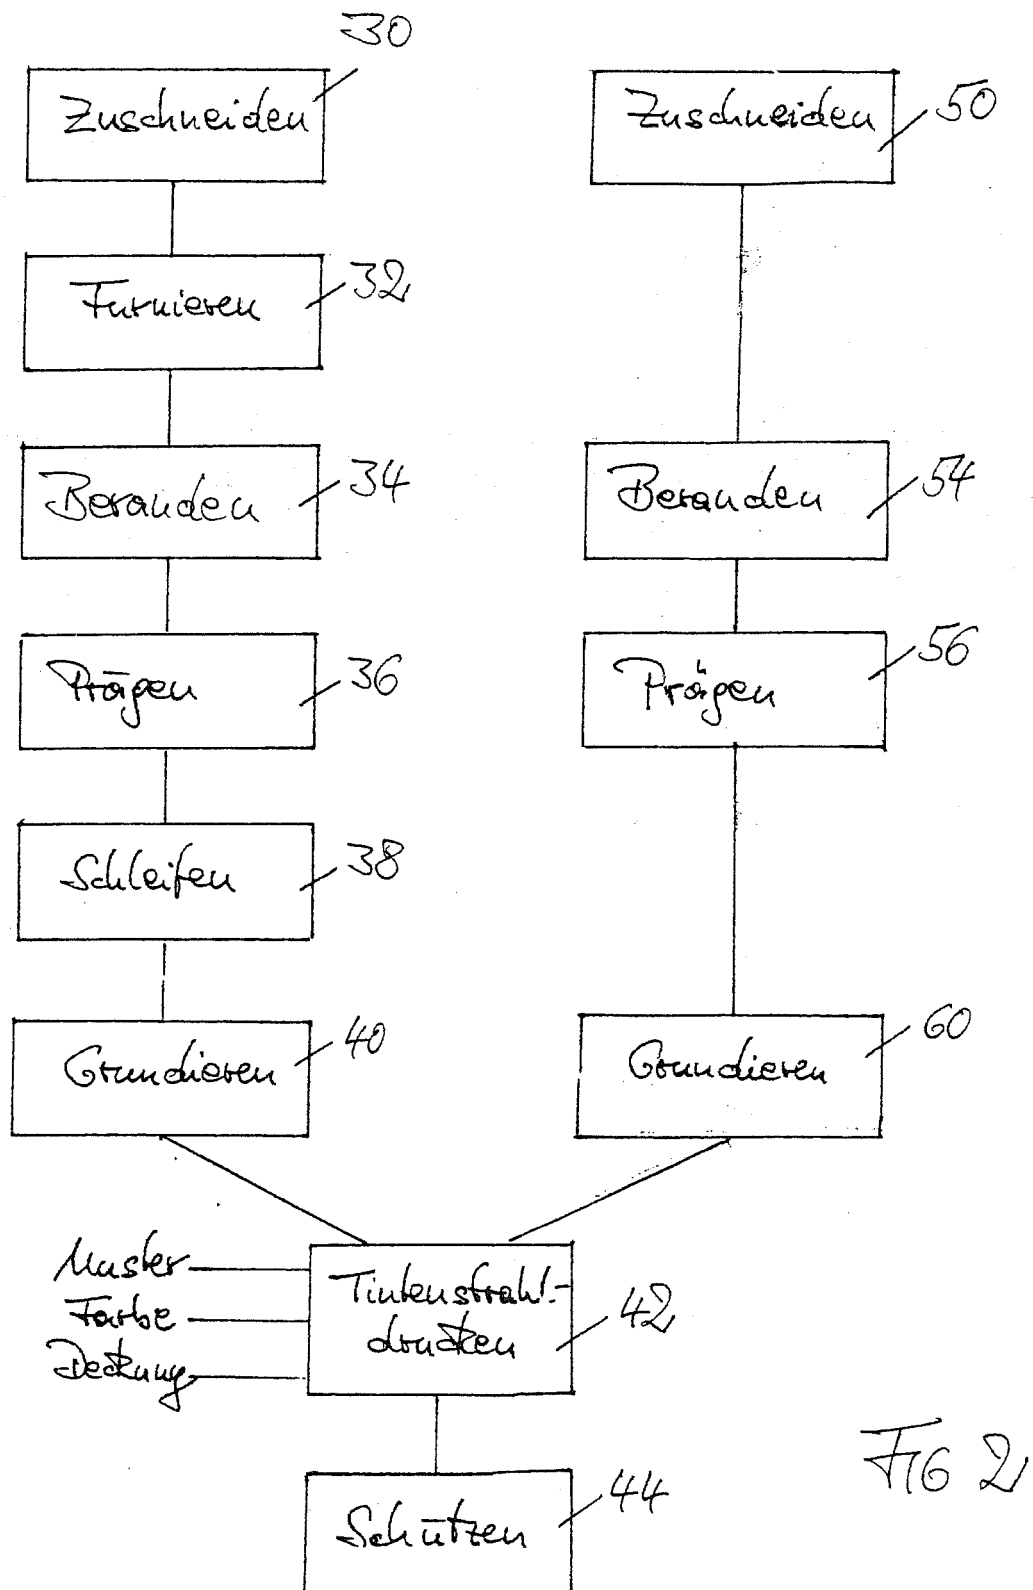 30
Zuschneiden
Zuschneiden
50
Furnieren
32
Beranden
34
Beranden
54
Prägen
36
Prägen
56
Schleifen
38
Grundieren
40
Grundieren
60
Muster
Farbe
Deckung
Tintenstrahl-
drucken
42
Schützen
44
FIG 2